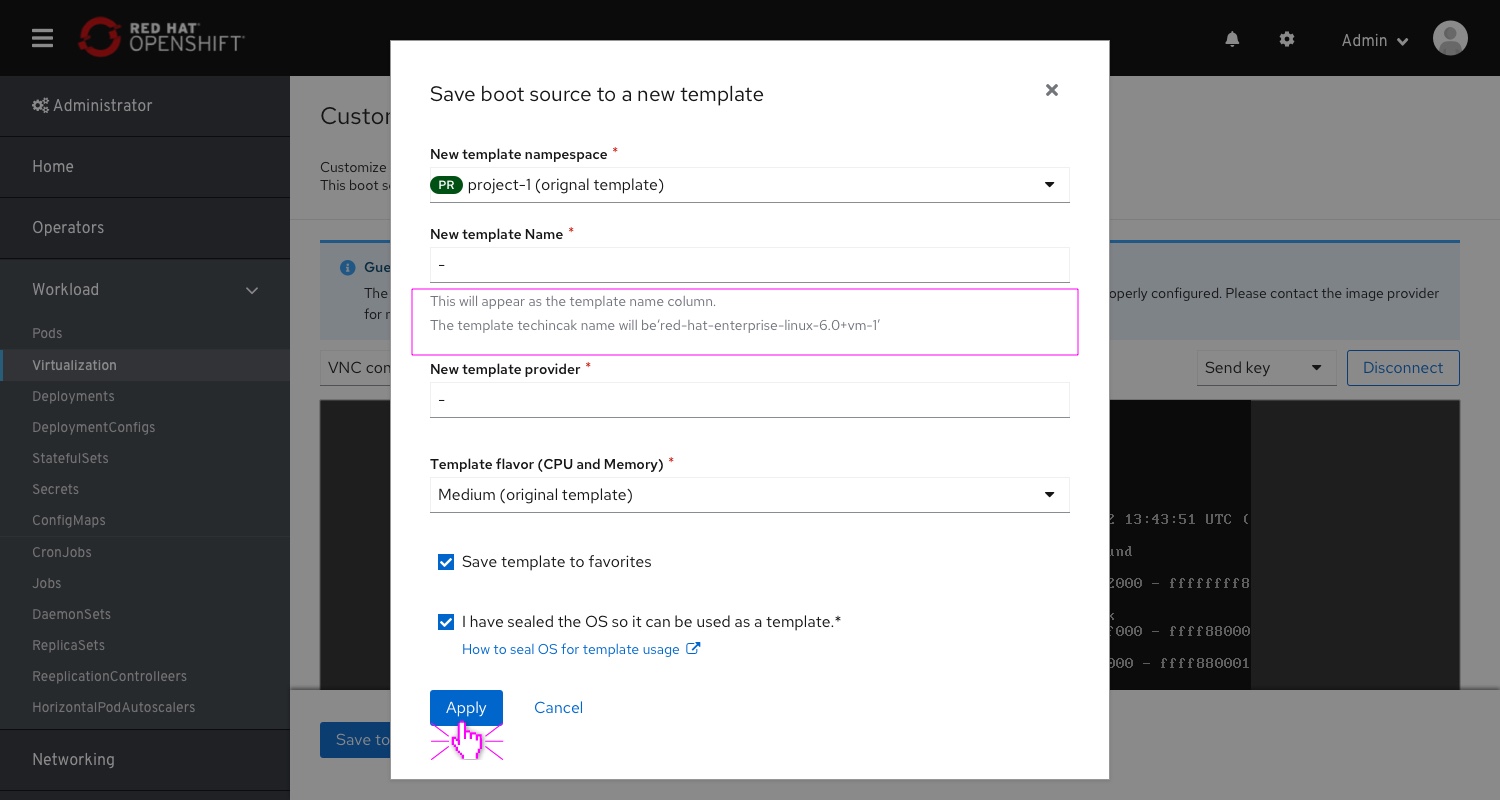 RED HAT
OPENSHIFT
Admin
Administrator
Home
Operators
Workload
Pods
Virtualization
Deployments
DeploymentConfigs
StatefulSets
Secrets
ConfigMaps
CronJobs
Jobs
DaemonSets
ReplicaSets
ReeplicationControlleers
HorizontalPodAutoscalers
Networking
Custo
Customize
This boot s
Gue
The
for r
operly configured. Please contact the image provider
VNC con
Send key
Disconnect
2 13:43:51 UTC (
und
2000 - ffffffff8
k
f000 - ffff88000
000 - ffff880001
Save to
Save boot source to a new template
New template nampespace *
PR project-1 (orignal template)
New template Name *
-
This will appear as the template name column.
The template techincak name will be'red-hat-enterprise-linux-6.0+vm-1'
New template provider *
-
Template flavor (CPU and Memory) *
Medium (original template)
Save template to favorites
I have sealed the OS so it can be used as a template.*
How to seal OS for template usage
Apply
Cancel